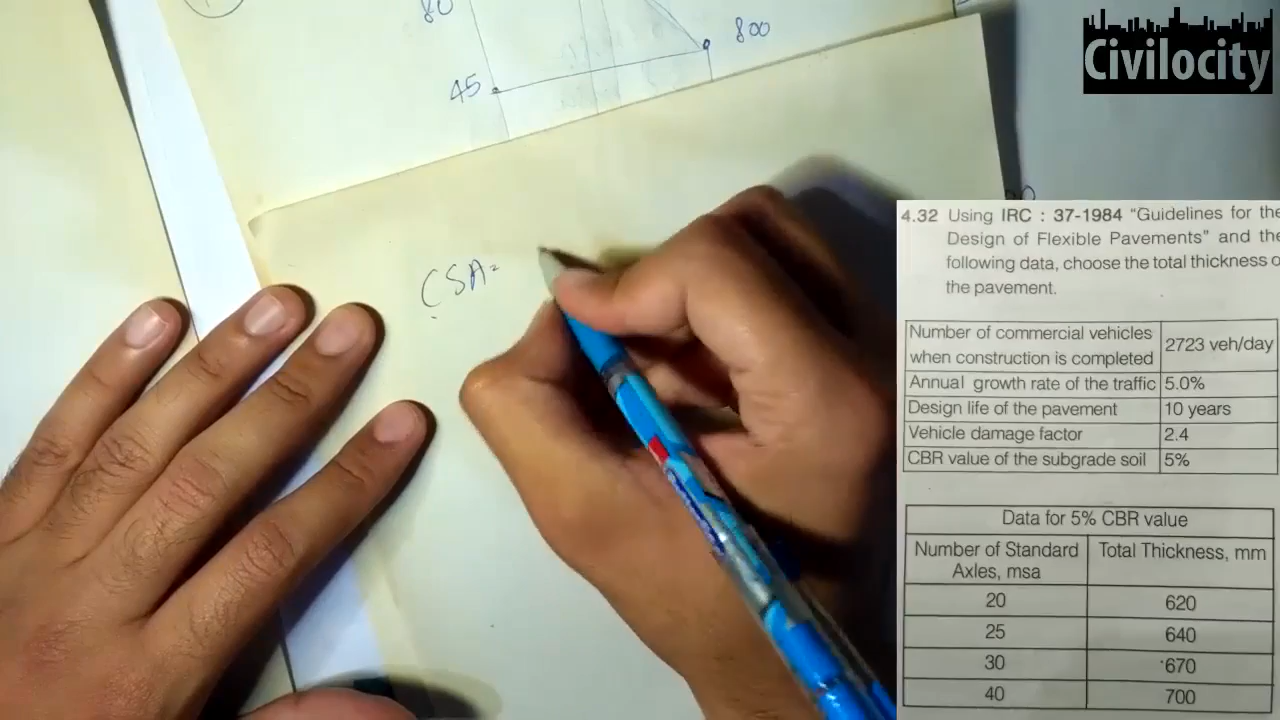 80
800
45
CSA=
Civilocity
4.32 Using IRC : 37-1984 "Guidelines for the
Design of Flexible Pavements" and the
following data, choose the total thickness o
the pavement.
Number of commercial vehicles
when construction is completed
2723 veh/day
Annual growth rate of the traffic 5.0%
Design life of the pavement 10 years
Vehicle damage factor 2.4
CBR value of the subgrade soil 5%
Data for 5% CBR value
Number of Standard
Axles, msa
Total Thickness, mm
20 620
25 640
30 670
40 700